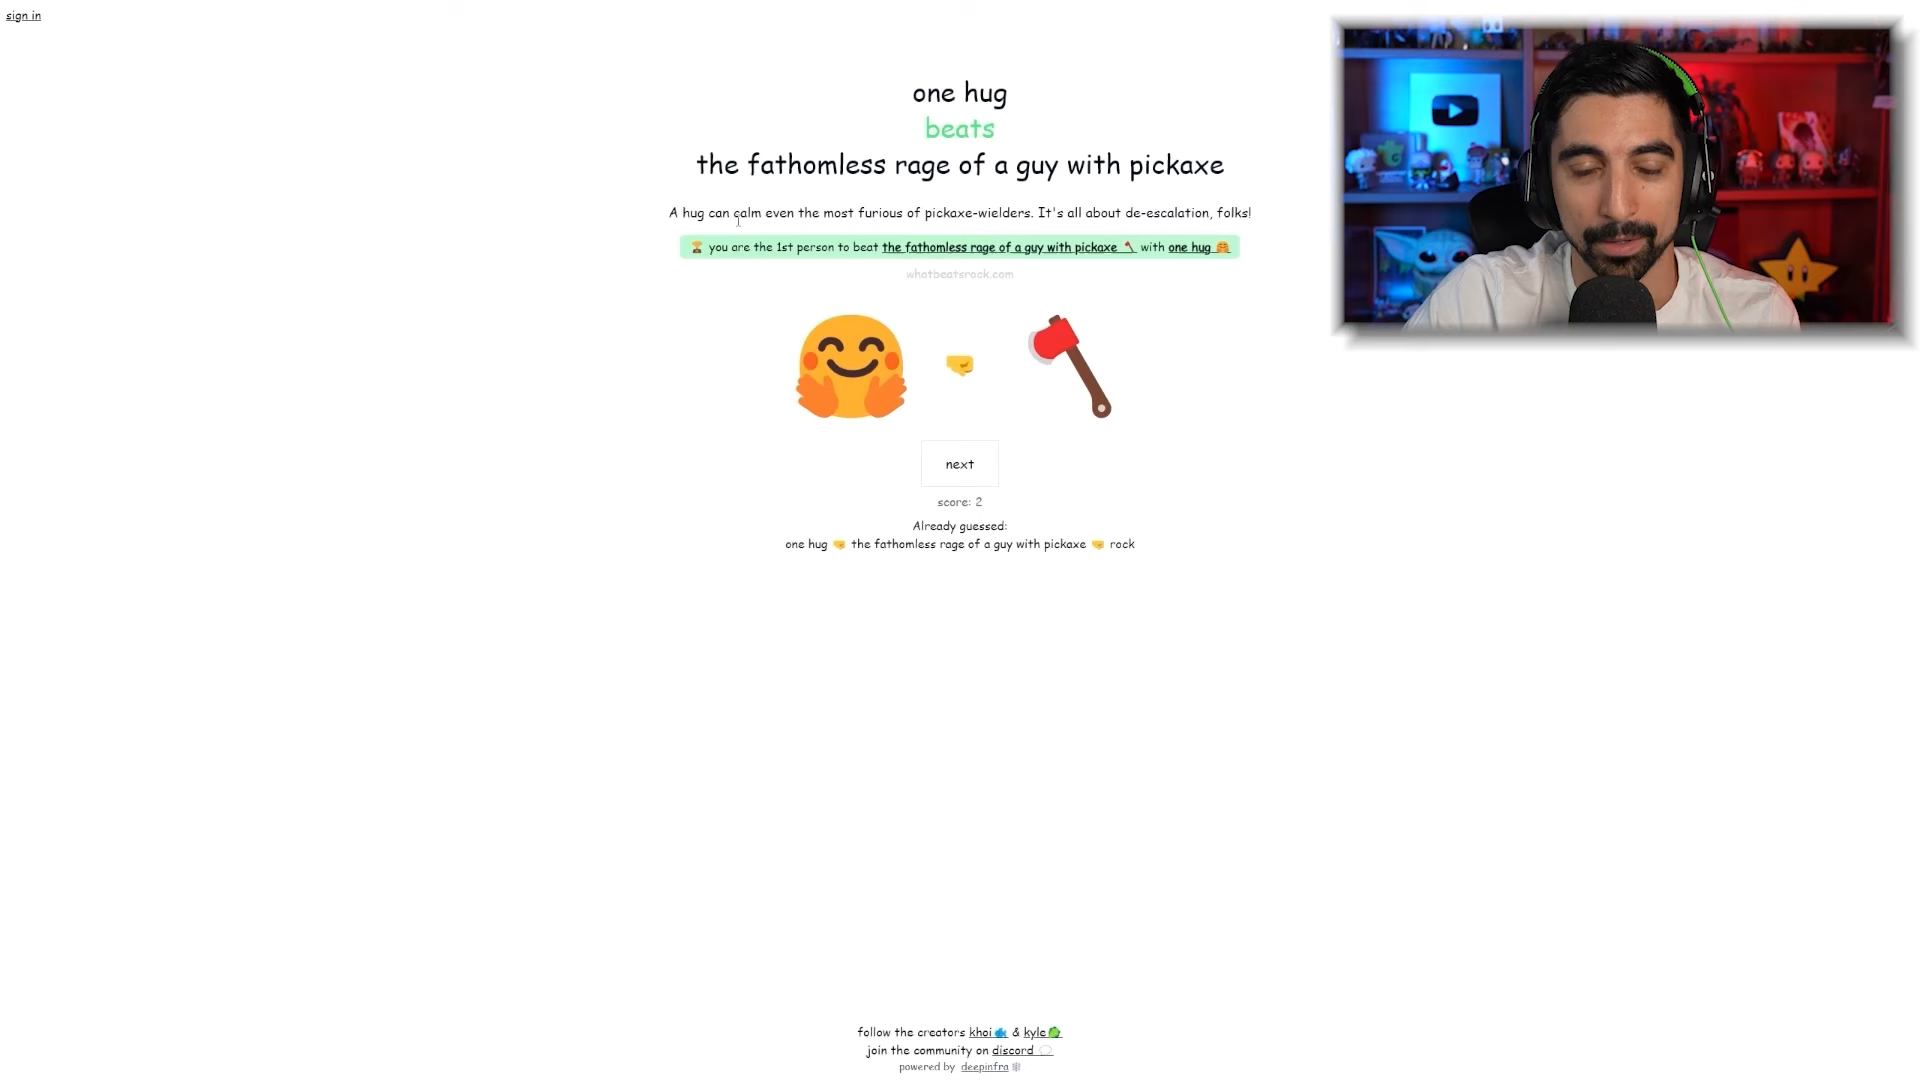 sign in
one hug
beats
the fathomless rage of a guy with pickaxe
A hug can calm even the most furious of pickaxe-wielders. It's all about de-escalation, folks!
🏆 you are the 1st person to beat the fathomless rage of a guy with pickaxe 🪓 with one hug 🤗
whatbeatsrock.com
next
score: 2
Already guessed:
one hug 🤜 the fathomless rage of a guy with pickaxe 🤜 rock
follow the creators khoi🐟 & kyle🥬
join the community on discord 💬
powered by deepinfra🕸